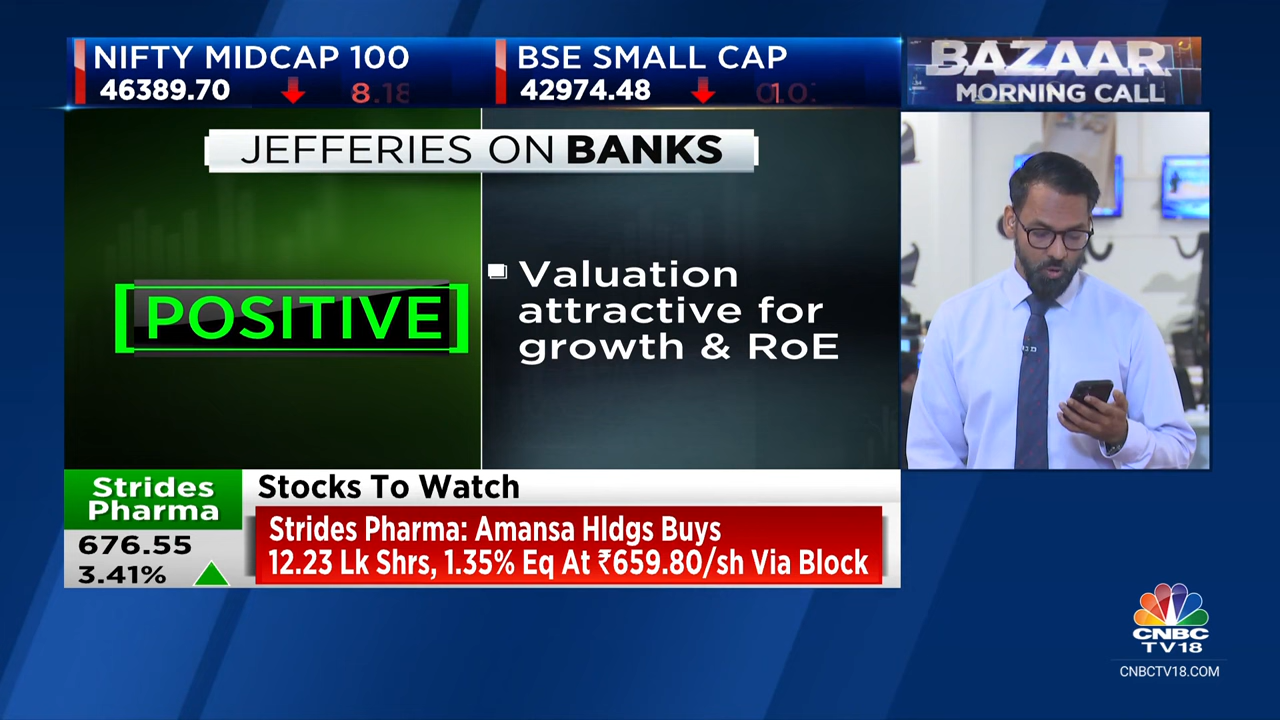 NIFTY MIDCAP 100
46389.70
8.18
BSE SMALL CAP
42974.48
BAZAAR
MORNING CALL
JEFFERIES ON BANKS
POSITIVE
Valuation
attractive for
growth & RoE
Strides
Pharma
676.55
3.41%
Stocks To Watch
Strides Pharma: Amansa Hldgs Buys
12.23 Lk Shrs, 1.35% Eq At ₹659.80/sh Via Block
CNBC
TV18
CNBCTV18.COM